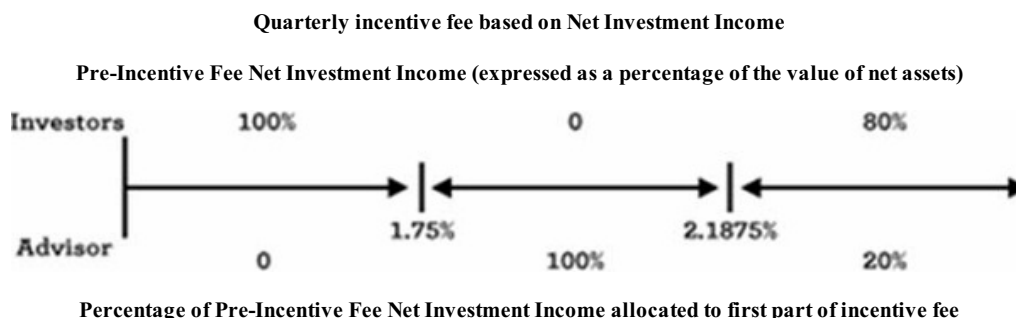 Quarterly incentive fee based on Net Investment Income
Pre-Incentive Fee Net Investment Income (expressed as a percentage of the value of net assets)
Investors 100% 0 80%
1.75% 2.1875%
Advisor 0 100% 20%
Percentage of Pre-Incentive Fee Net Investment Income allocated to first part of incentive fee